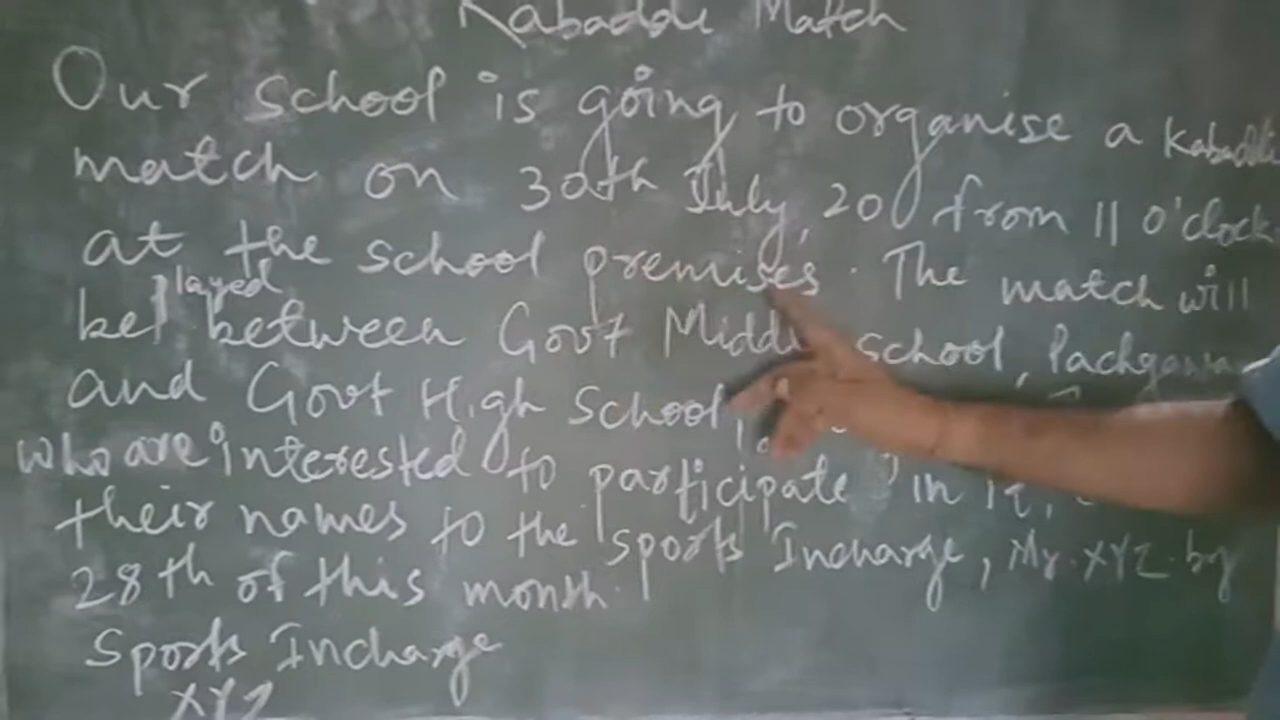 Kabaddi Match
Our school is going to organise a Kabaddi
match on 30th July, 20 from 11 o'clock
at the school premises. The match will
be played between Govt Middle School,
and Govt High School,
who are interested to participate in it,
their names to the sports Incharge, Mr. XYZ. by
28th of this month.
Sports Incharge
XYZ